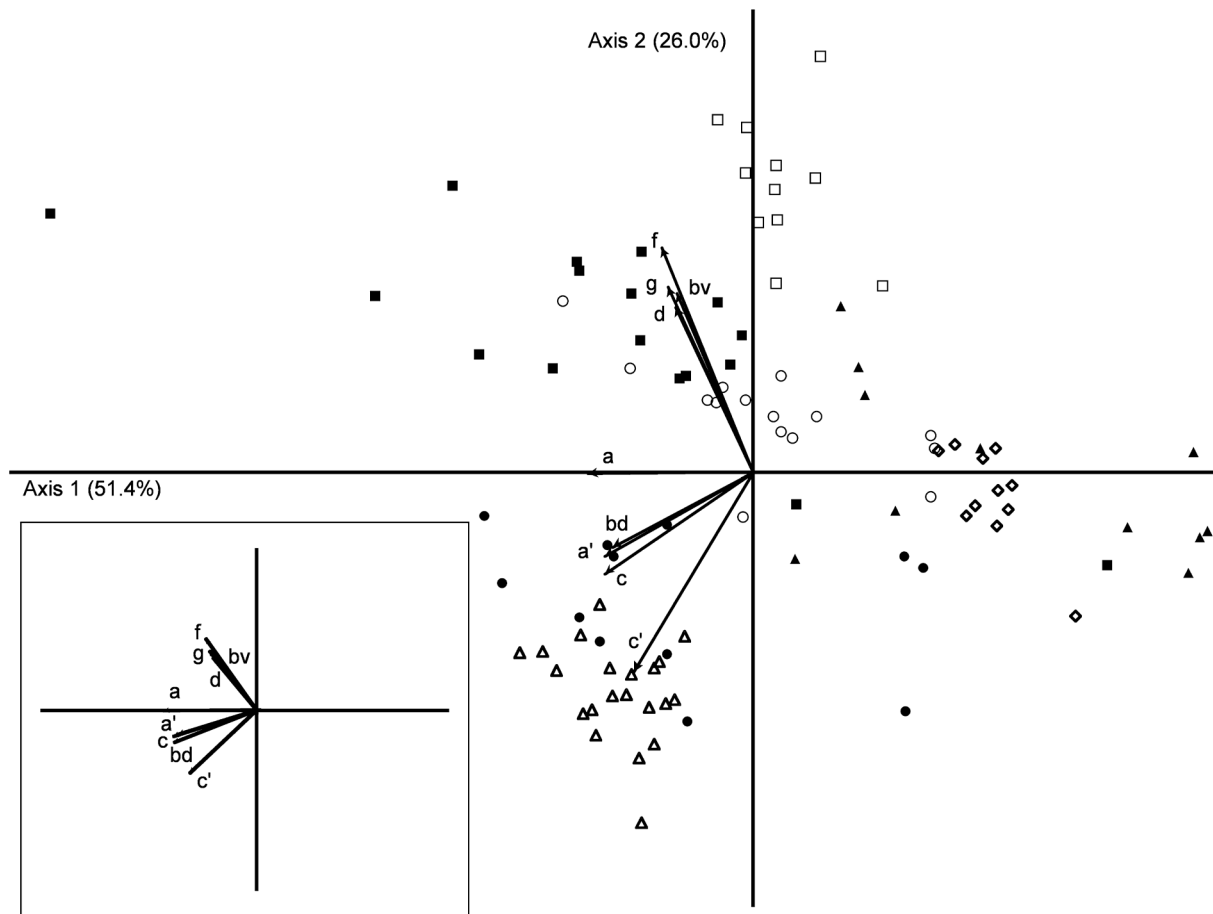 Axis 2 (26.0%)
f
g
bv
d
a
Axis 1 (51.4%)
bd
a'
c
c'
f
g
bv
d
a
a'
c
bd
c'